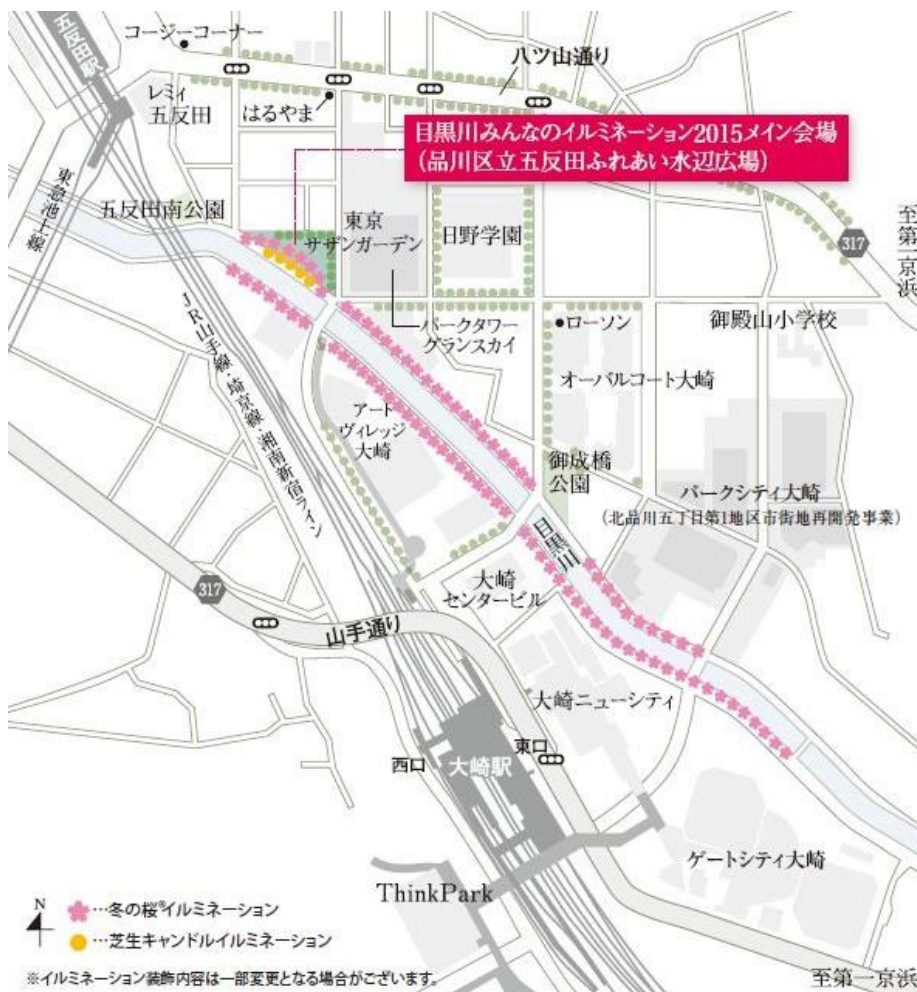 五反田駅
コージーコーナー
八ツ山通り
レミィ
五反田
はるやま
目黒川みんなのイルミネーション2015メイン会場
(品川区立五反田ふれあい水辺広場)
東急池上線
五反田南公園
東京
サザンガーデン
日野学園
317
至第一京浜
JR山手線・埼京線・湘南新宿ライン
パークタワー
グランスカイ
ローソン
御殿山小学校
オーバルコート大崎
アート
ヴィレッジ
大崎
御成橋
公園
パークシティ大崎
(北品川五丁目第1地区市街地再開発事業)
目黒川
大崎
センタービル
317
山手通り
大崎ニューシティ
西口
大崎駅
東口
ゲートシティ大崎
ThinkPark
N
…冬の桜®イルミネーション
…芝生キャンドルイルミネーション
※イルミネーション装飾内容は一部変更となる場合がございます。
至第一京浜